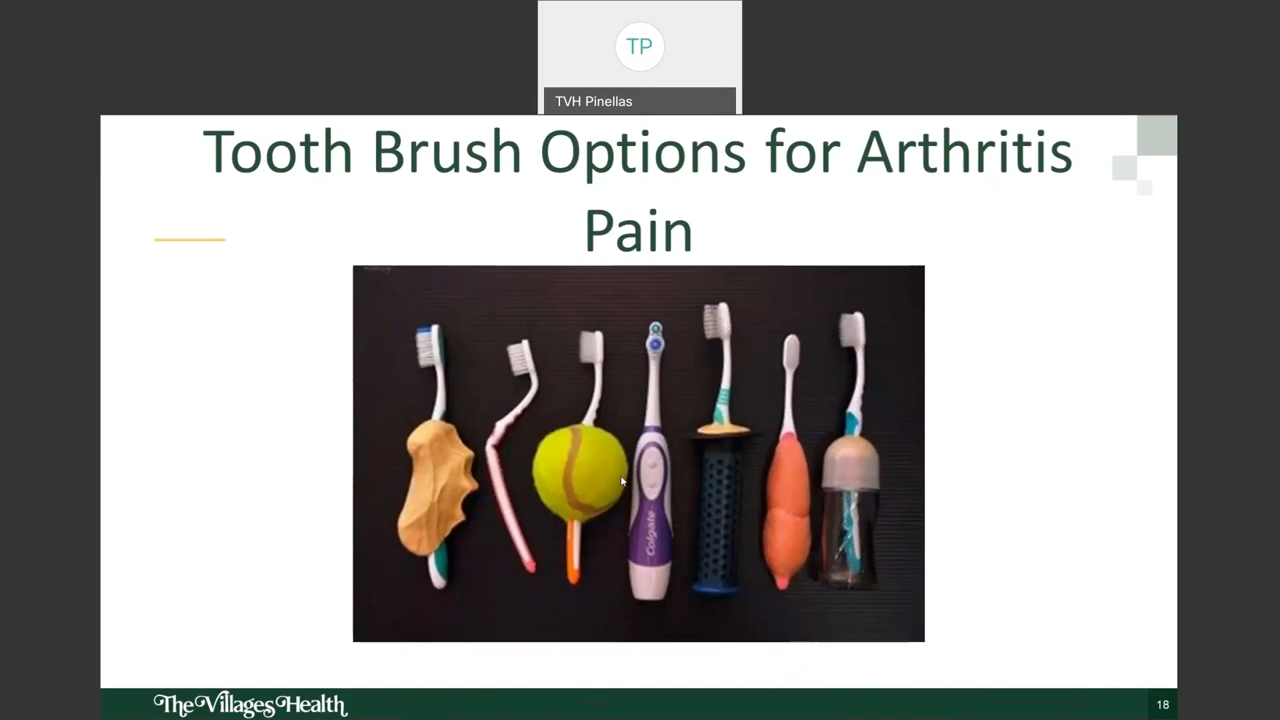 TP
TVH Pinellas
Tooth Brush Options for Arthritis
Pain
Colgate
The Villages Health
18